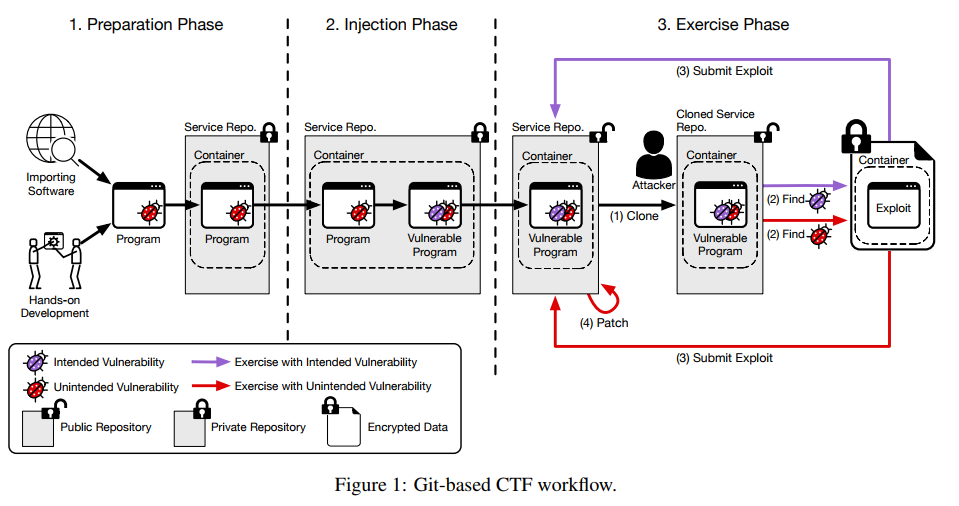 1. Preparation Phase
2. Injection Phase
3. Exercise Phase
(3) Submit Exploit
Importing
Software
Hands-on
Development
Program
Service Repo.
Container
Program
Service Repo.
Container
Program
Vulnerable
Program
Service Repo.
Container
Vulnerable
Program
Attacker
(1) Clone
(4) Patch
Cloned Service
Repo.
Container
Vulnerable
Program
(2) Find
(2) Find
Container
Exploit
(3) Submit Exploit
Intended Vulnerability
Exercise with Intended Vulnerability
Unintended Vulnerability
Exercise with Unintended Vulnerability
Public Repository
Private Repository
Encrypted Data
Figure 1: Git-based CTF workflow.